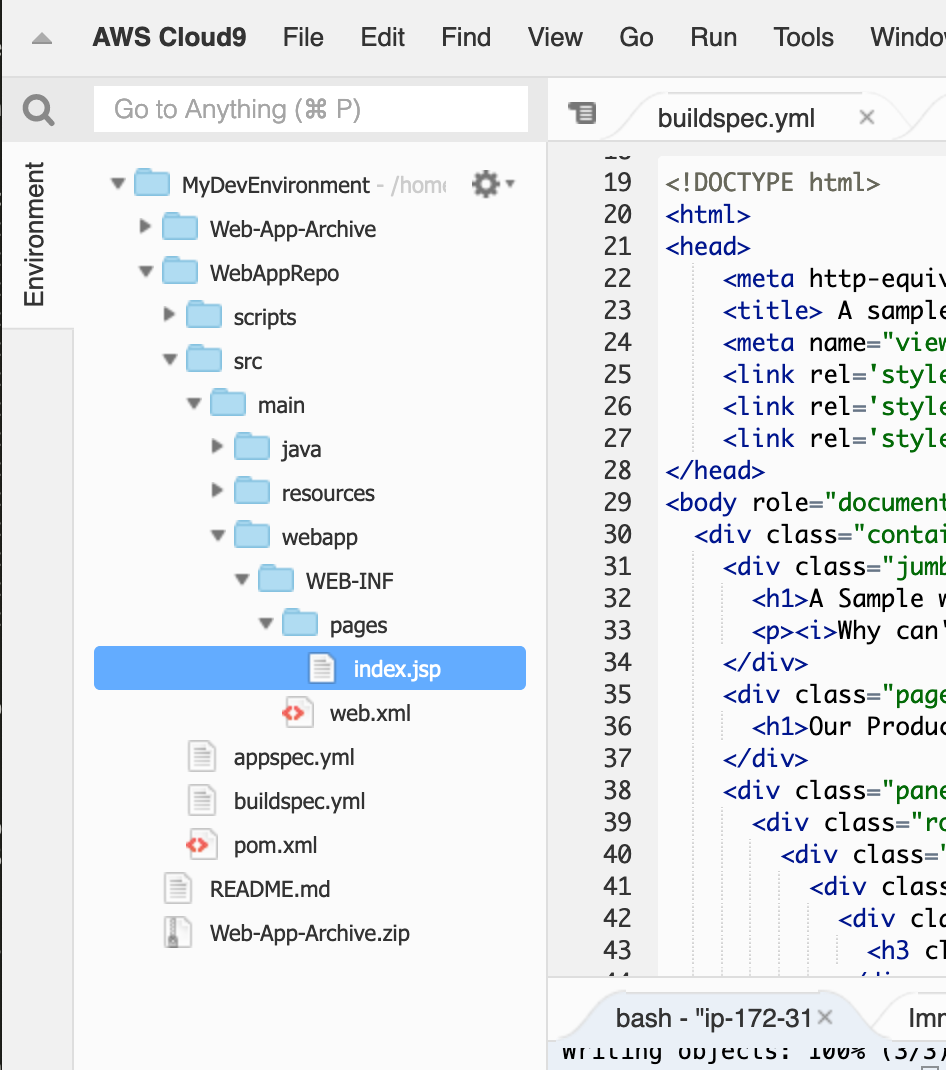 AWS Cloud9 File Edit Find View Go Run Tools
Go to Anything (⌘ P)
buildspec.yml
Environment
MyDevEnvironment - /home
Web-App-Archive
WebAppRepo
scripts
src
main
java
resources
webapp
WEB-INF
pages
index.jsp
web.xml
appspec.yml
buildspec.yml
pom.xml
README.md
Web-App-Archive.zip
19 <!DOCTYPE html>
20 <html>
21 <head>
22 <meta http-equiv
23 <title> A sample
24 <meta name="view
25 <link rel='style
26 <link rel='style
27 <link rel='style
28 </head>
29 <body role="document
30 <div class="contai
31 <div class="jumb
32 <h1>A Sample w
33 <p><i>Why can'
34 </div>
35 <div class="page
36 <h1>Our Produc
37 </div>
38 <div class="pane
39 <div class="ro
40 <div class="
41 <div clas
42 <div cla
43 <h3 cl
bash - "ip-172-31
Imm
Writing objects: 100% (3/3)